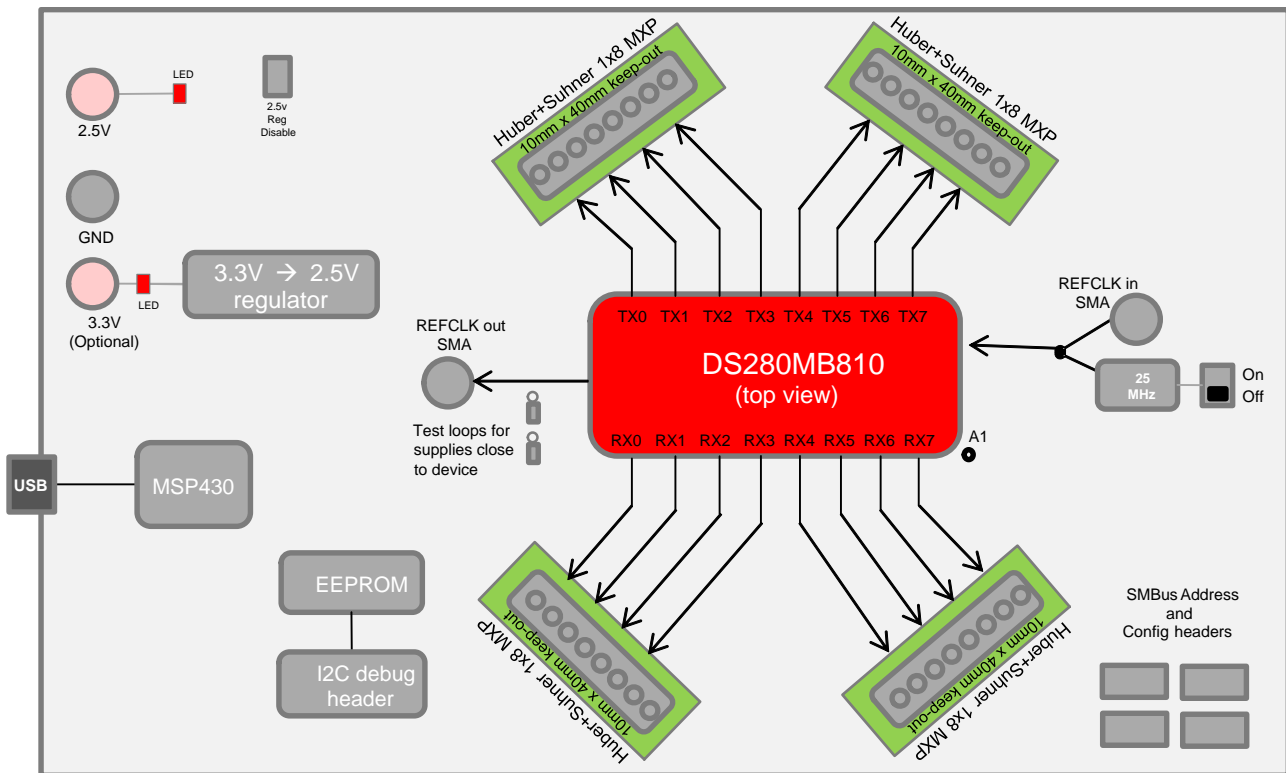 Huber+Suhner 1x8 MXP
10mm x 40mm keep-out
Huber+Suhner 1x8 MXP
10mm x 40mm keep-out
LED
2.5V
2.5v
Reg
Disable
GND
3.3V → 2.5V
regulator
LED
3.3V
(Optional)
REFCLK out
SMA
TX0 TX1 TX2 TX3 TX4 TX5 TX6 TX7
DS280MB810
(top view)
RX0 RX1 RX2 RX3 RX4 RX5 RX6 RX7
REFCLK in
SMA
25
MHz
On
Off
A1
Test loops for
supplies close
to device
USB
MSP430
EEPROM
I2C debug
header
10mm x 40mm keep-out
Huber+Suhner 1x8 MXP
10mm x 40mm keep-out
Huber+Suhner 1x8 MXP
SMBus Address
and
Config headers